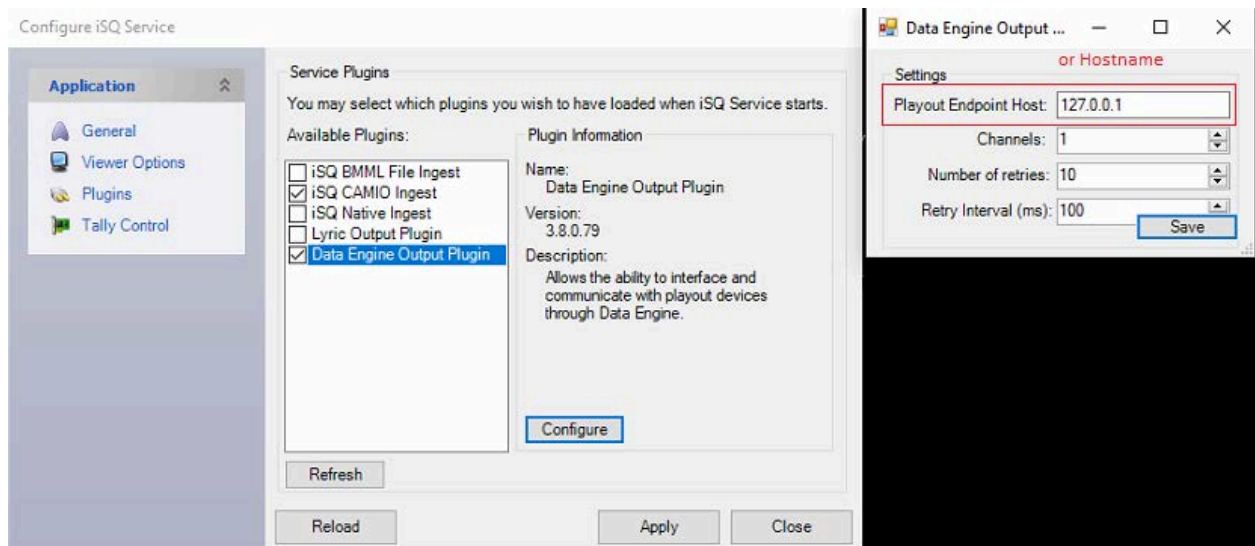 Configure iSQ Service
Application
General
Viewer Options
Plugins
Tally Control
Service Plugins
You may select which plugins you wish to have loaded when iSQ Service starts.
Available Plugins:
iSQ BMML File Ingest
iSQ CAMIO Ingest
iSQ Native Ingest
Lyric Output Plugin
Data Engine Output Plugin
Plugin Information
Name:
Data Engine Output Plugin
Version:
3.8.0.79
Description:
Allows the ability to interface and
communicate with playout devices
through Data Engine.
Configure
Refresh
Reload
Apply
Close
Data Engine Output ...
or Hostname
Settings
Playout Endpoint Host: 127.0.0.1
Channels: 1
Number of retries: 10
Retry Interval (ms): 100
Save